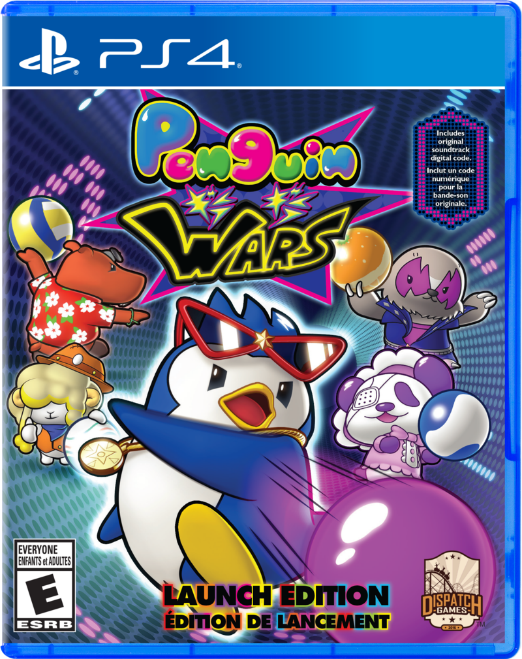 PS4
Penguin
WARS
Includes
original
soundtrack
digital code.
Inclut un code
numérique
pour la
bande-son
originale.
EVERYONE
ENFANTS et ADULTES
E
ESRB
LAUNCH EDITION
ÉDITION DE LANCEMENT
DISPATCH
GAMES